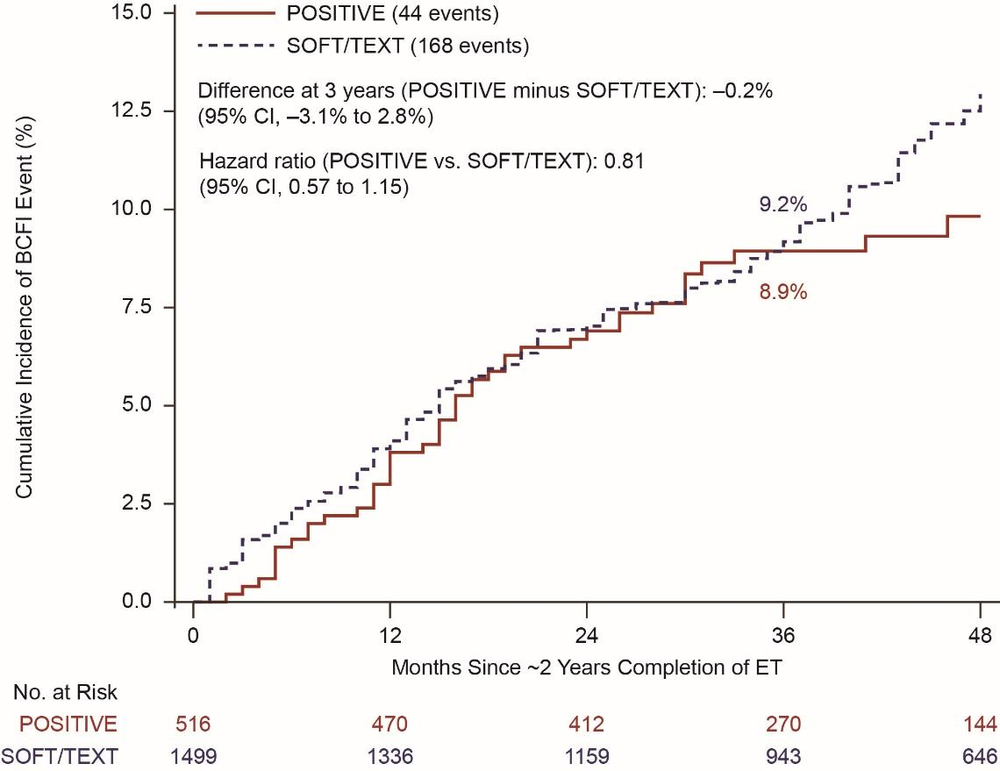 15.0
POSITIVE (44 events)
SOFT/TEXT (168 events)
Difference at 3 years (POSITIVE minus SOFT/TEXT): –0.2%
(95% CI, –3.1% to 2.8%)
12.5
Hazard ratio (POSITIVE vs. SOFT/TEXT): 0.81
(95% CI, 0.57 to 1.15)
10.0
9.2%
8.9%
7.5
5.0
2.5
0.0
Cumulative Incidence of BCFI Event (%)
0 12 24 36 48
Months Since ~2 Years Completion of ET
No. at Risk
POSITIVE 516 470 412 270 144
SOFT/TEXT 1499 1336 1159 943 646